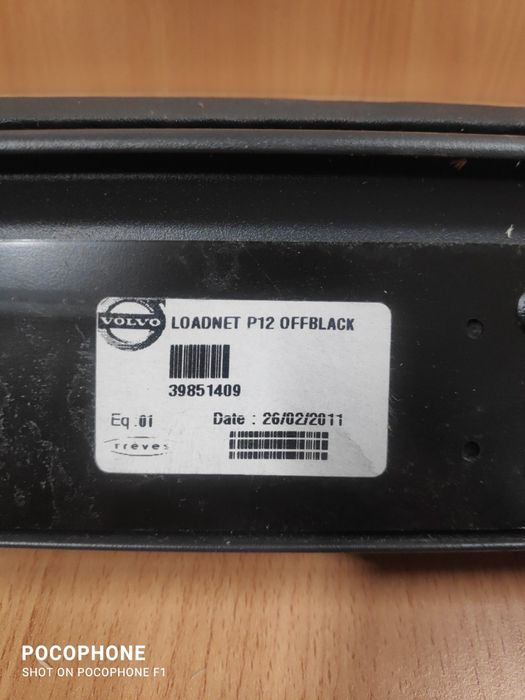 VOLVO
LOADNET P12 OFFBLACK
39851409
Eq :01
Date : 26/02/2011
Treves
POCOPHONE
SHOT ON POCOPHONE F1